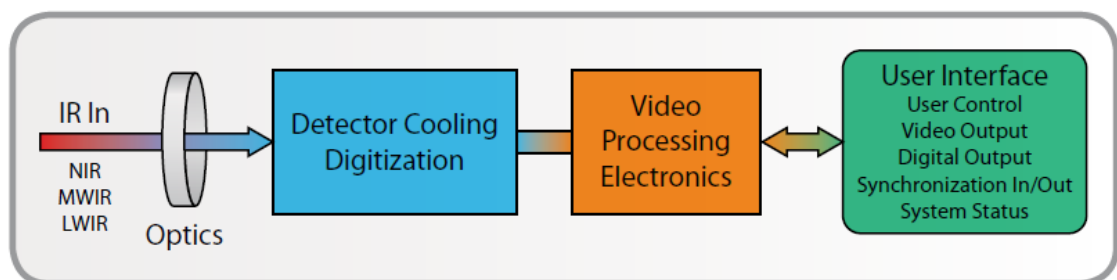 IR In
NIR
MWIR
LWIR
Optics
Detector Cooling
Digitization
Video
Processing
Electronics
User Interface
User Control
Video Output
Digital Output
Synchronization In/Out
System Status